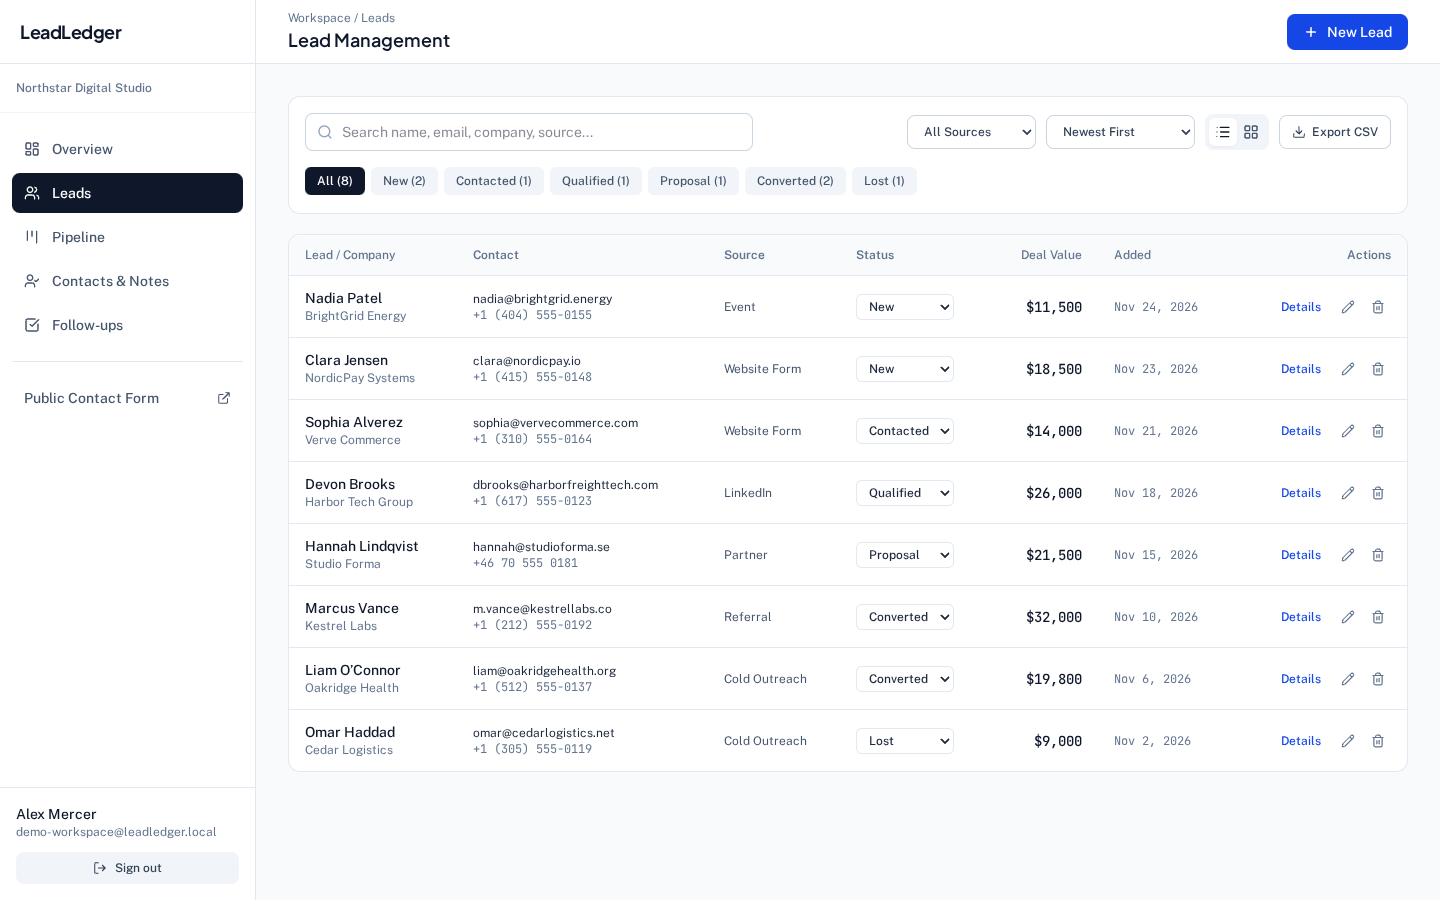 LeadLedger
Northstar Digital Studio
Overview
Leads
Pipeline
Contacts & Notes
Follow-ups
Public Contact Form
Alex Mercer
demo-workspace@leadledger.local
Sign out
Workspace / Leads
Lead Management
New Lead
Search name, email, company, source...
All Sources
Newest First
Export CSV
All (8) New (2) Contacted (1) Qualified (1) Proposal (1) Converted (2) Lost (1)
Lead / Company Contact Source Status Deal Value Added Actions
Nadia Patel
BrightGrid Energy
nadia@brightgrid.energy
+1 (404) 555-0155
Event New $11,500 Nov 24, 2026 Details
Clara Jensen
NordicPay Systems
clara@nordicpay.io
+1 (415) 555-0148
Website Form New $18,500 Nov 23, 2026 Details
Sophia Alverez
Verve Commerce
sophia@vervecommerce.com
+1 (310) 555-0164
Website Form Contacted $14,000 Nov 21, 2026 Details
Devon Brooks
Harbor Tech Group
dbrooks@harborfreighttech.com
+1 (617) 555-0123
LinkedIn Qualified $26,000 Nov 18, 2026 Details
Hannah Lindqvist
Studio Forma
hannah@studioforma.se
+46 70 555 0181
Partner Proposal $21,500 Nov 15, 2026 Details
Marcus Vance
Kestrel Labs
m.vance@kestrellabs.co
+1 (212) 555-0192
Referral Converted $32,000 Nov 10, 2026 Details
Liam O’Connor
Oakridge Health
liam@oakridgehealth.org
+1 (512) 555-0137
Cold Outreach Converted $19,800 Nov 6, 2026 Details
Omar Haddad
Cedar Logistics
omar@cedarlogistics.net
+1 (305) 555-0119
Cold Outreach Lost $9,000 Nov 2, 2026 Details